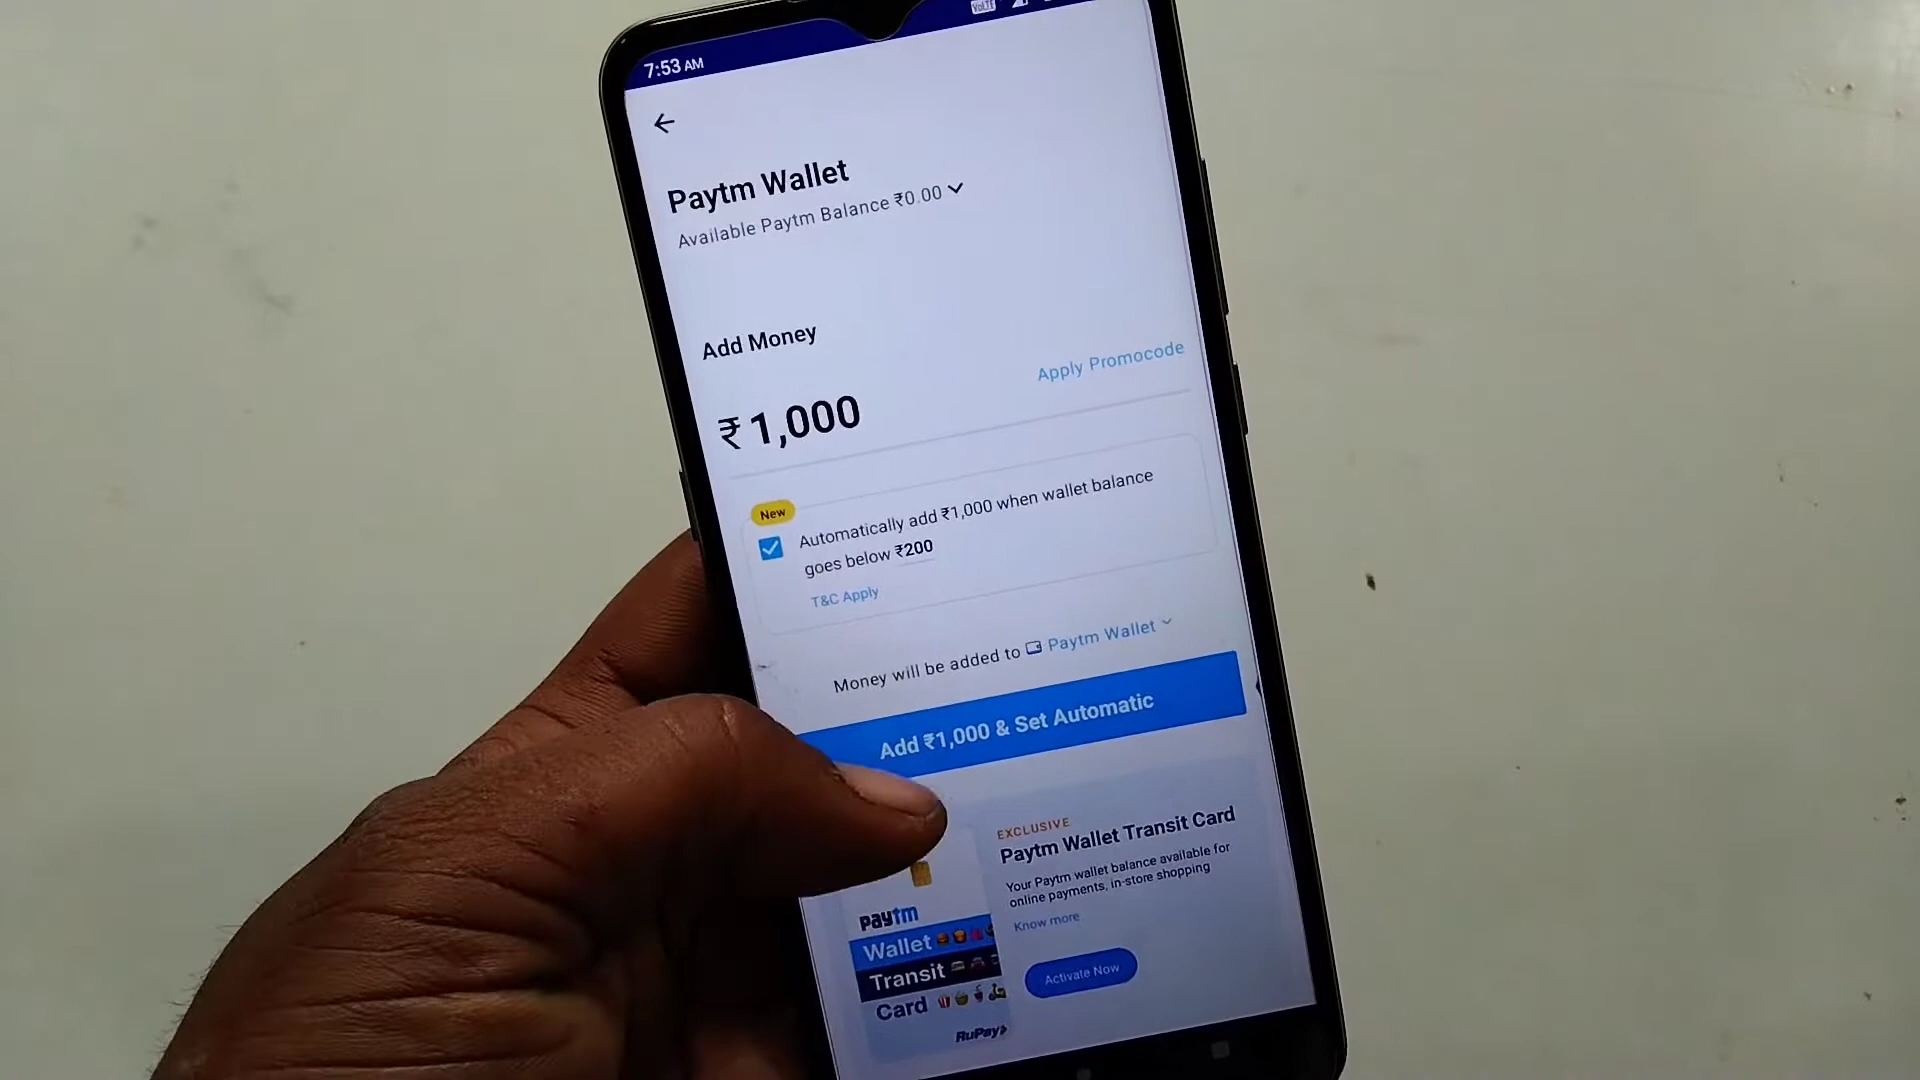 VoLTE
7:53 AM
Paytm Wallet
Available Paytm Balance ₹0.00
Add Money
Apply Promocode
₹1,000
New
Automatically add ₹1,000 when wallet balance
goes below ₹200
T&C Apply
Money will be added to Paytm Wallet
Add ₹1,000 & Set Automatic
EXCLUSIVE
Paytm Wallet Transit Card
Your Paytm wallet balance available for
online payments, in-store shopping
Know more
Activate Now
paytm
Wallet
Transit
Card
RuPay